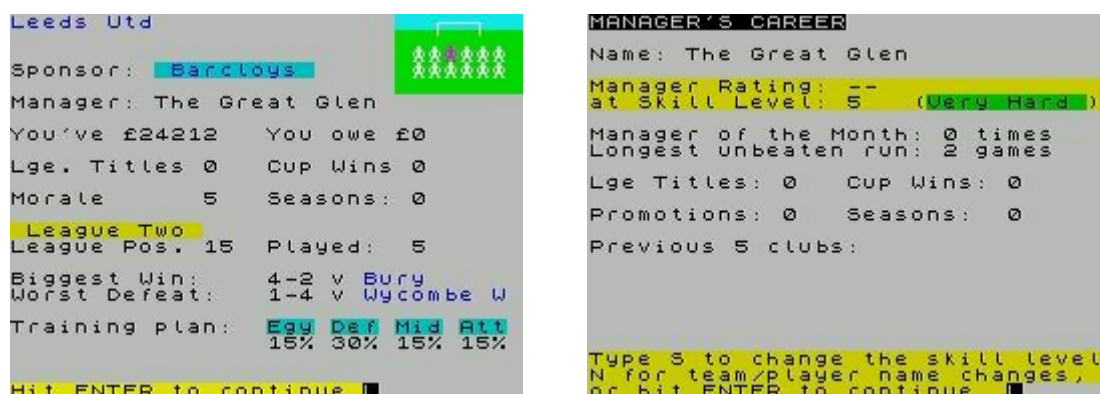 Leeds Utd
Sponsor: Barcloys
Manager: The Great Glen
You've £24212 You owe £0
Lge. Titles 0 Cup Wins 0
Morale 5 Seasons: 0
League Two
League Pos. 15 Played: 5
Biggest Win: 4-2 v Bury
Worst Defeat: 1-4 v Wycombe W
Training plan: Egy Def Mid Att
15% 30% 15% 15%
Hit ENTER to continue L
MANAGER'S CAREER
Name: The Great Glen
Manager Rating: --
at Skill Level: 5 (Very Hard )
Manager of the Month: 0 times
Longest unbeaten run: 2 games
Lge Titles: 0 Cup Wins: 0
Promotions: 0 Seasons: 0
Previous 5 clubs:
Type S to change the skill level
N for team/player name changes,
or hit ENTER to continue L